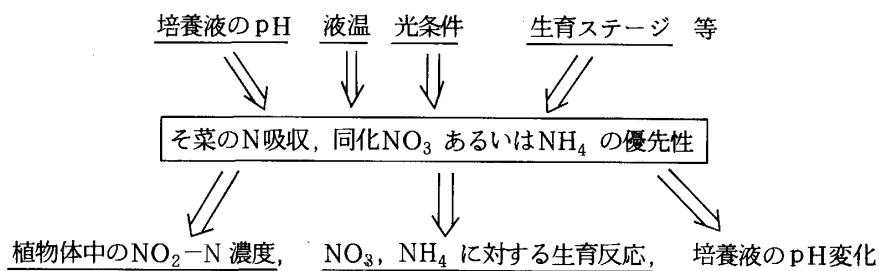 培養液のpH 液温 光条件 生育ステージ 等
そ菜のN吸収, 同化NO₃ あるいはNH₄ の優先性
植物体中のNO₂-N 濃度, NO₃, NH₄ に対する生育反応, 培養液のpH変化